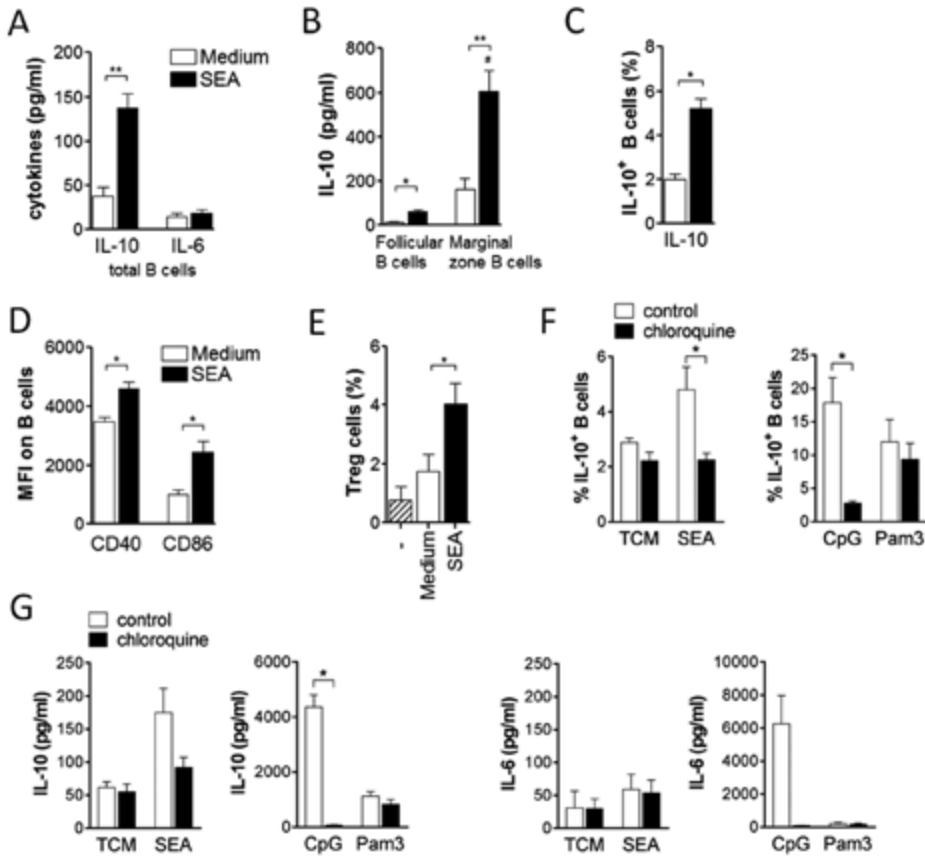 A
cytokines (pg/ml)
200
150
100
50
0
**
Medium
SEA
IL-10 IL-6
total B cells
B
IL-10 (pg/ml)
800
600
400
200
0
*
**
#
Follicular Marginal
B cells zone B cells
C
IL-10⁺ B cells (%)
8
6
4
2
0
*
IL-10
D
MFI on B cells
6000
4000
2000
0
*
*
Medium
SEA
CD40 CD86
E
Treg cells (%)
6
4
2
0
*
-
Medium
SEA
F
control
chloroquine
% IL-10⁺ B cells
6
4
2
0
*
TCM SEA
% IL-10⁺ B cells
25
20
15
10
5
0
*
CpG Pam3
G
control
chloroquine
IL-10 (pg/ml)
250
200
150
100
50
0
TCM SEA
IL-10 (pg/ml)
6000
4000
2000
0
*
CpG Pam3
IL-6 (pg/ml)
250
200
150
100
50
0
TCM SEA
IL-6 (pg/ml)
10000
8000
6000
4000
2000
0
CpG Pam3